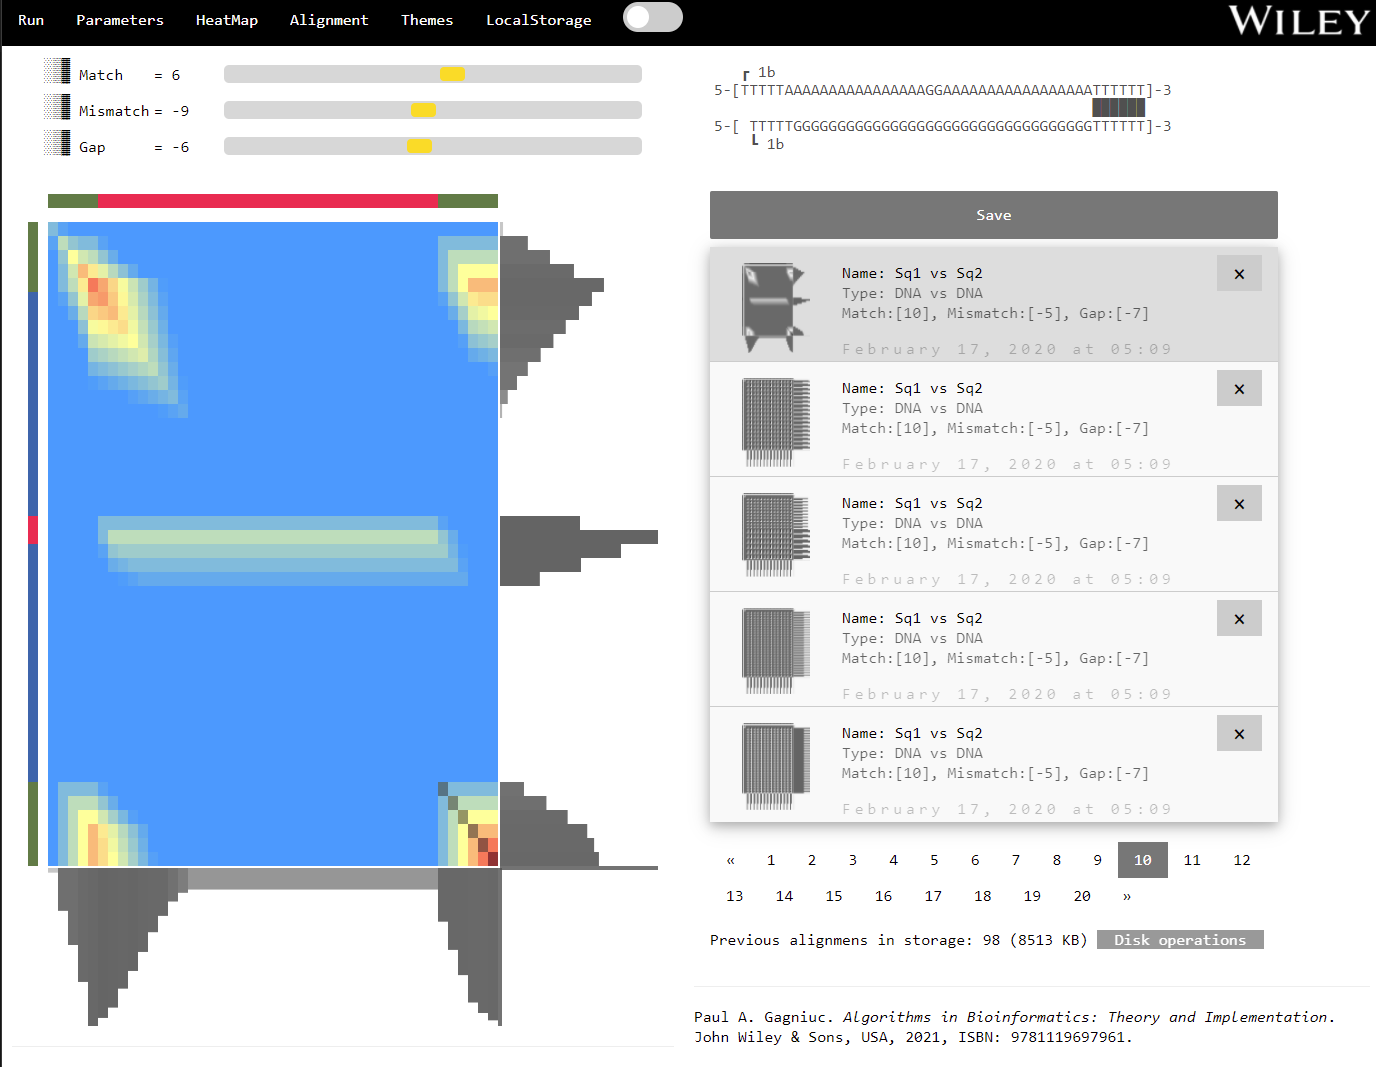 Run Parameters HeatMap Alignment Themes LocalStorage WILEY
Match = 6
Mismatch = -9
Gap = -6
┏ 1b
5-[TTTTTAAAAAAAAAAAAAAAAGGAAAAAAAAAAAAAAAAATTTTTT]-3
5-[ TTTTTGGGGGGGGGGGGGGGGGGGGGGGGGGGGGGGGGGTTTTTT]-3
┗ 1b
Save
Name: Sq1 vs Sq2 ×
Type: DNA vs DNA
Match:[10], Mismatch:[-5], Gap:[-7]
February 17, 2020 at 05:09
Name: Sq1 vs Sq2 ×
Type: DNA vs DNA
Match:[10], Mismatch:[-5], Gap:[-7]
February 17, 2020 at 05:09
Name: Sq1 vs Sq2 ×
Type: DNA vs DNA
Match:[10], Mismatch:[-5], Gap:[-7]
February 17, 2020 at 05:09
Name: Sq1 vs Sq2 ×
Type: DNA vs DNA
Match:[10], Mismatch:[-5], Gap:[-7]
February 17, 2020 at 05:09
Name: Sq1 vs Sq2 ×
Type: DNA vs DNA
Match:[10], Mismatch:[-5], Gap:[-7]
February 17, 2020 at 05:09
« 1 2 3 4 5 6 7 8 9 10 11 12
13 14 15 16 17 18 19 20 »
Previous alignmens in storage: 98 (8513 KB) Disk operations
Paul A. Gagniuc. Algorithms in Bioinformatics: Theory and Implementation.
John Wiley & Sons, USA, 2021, ISBN: 9781119697961.